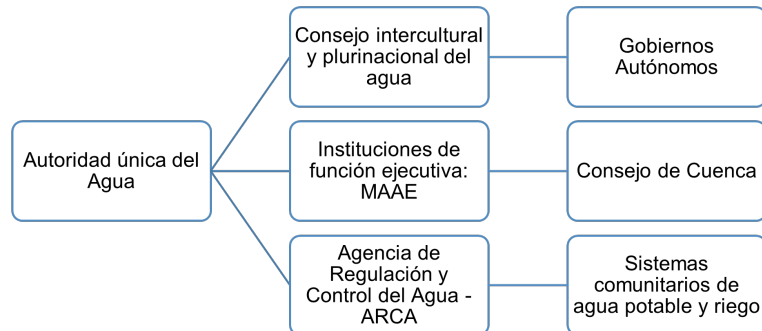 Autoridad única del
Agua
Consejo intercultural
y plurinacional del
agua
Gobiernos
Autónomos
Instituciones de
función ejecutiva:
MAAE
Consejo de Cuenca
Agencia de
Regulación y
Control del Agua -
ARCA
Sistemas
comunitarios de
agua potable y riego